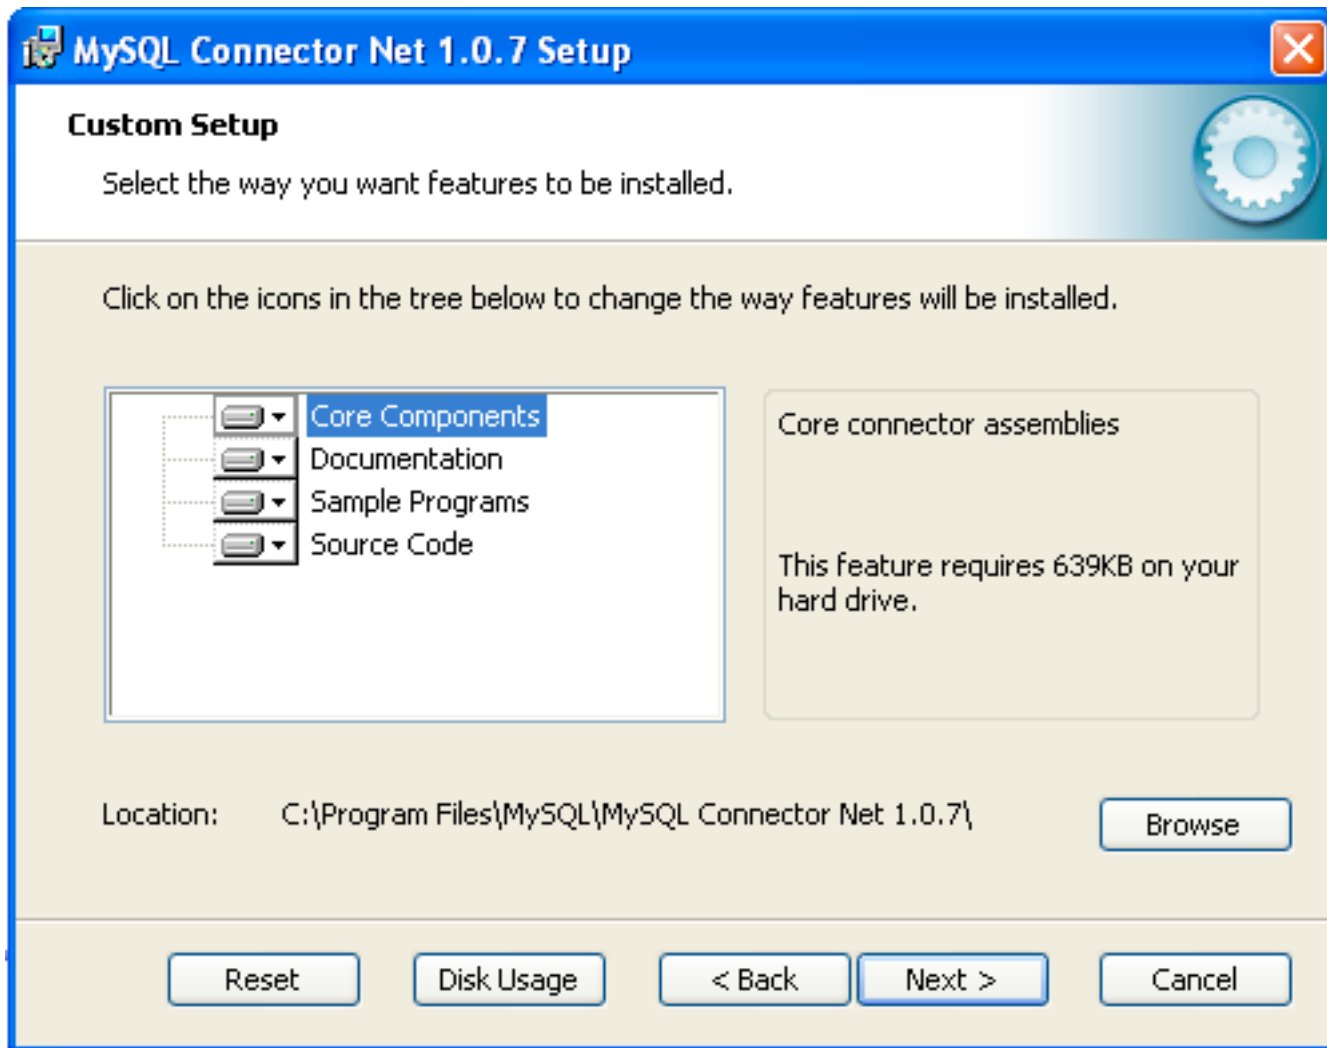 MySQL Connector Net 1.0.7 Setup
Custom Setup
Select the way you want features to be installed.
Click on the icons in the tree below to change the way features will be installed.
Core Components
Documentation
Sample Programs
Source Code
Core connector assemblies
This feature requires 639KB on your
hard drive.
Location: C:\Program Files\MySQL\MySQL Connector Net 1.0.7\
Browse
Reset
Disk Usage
< Back
Next >
Cancel